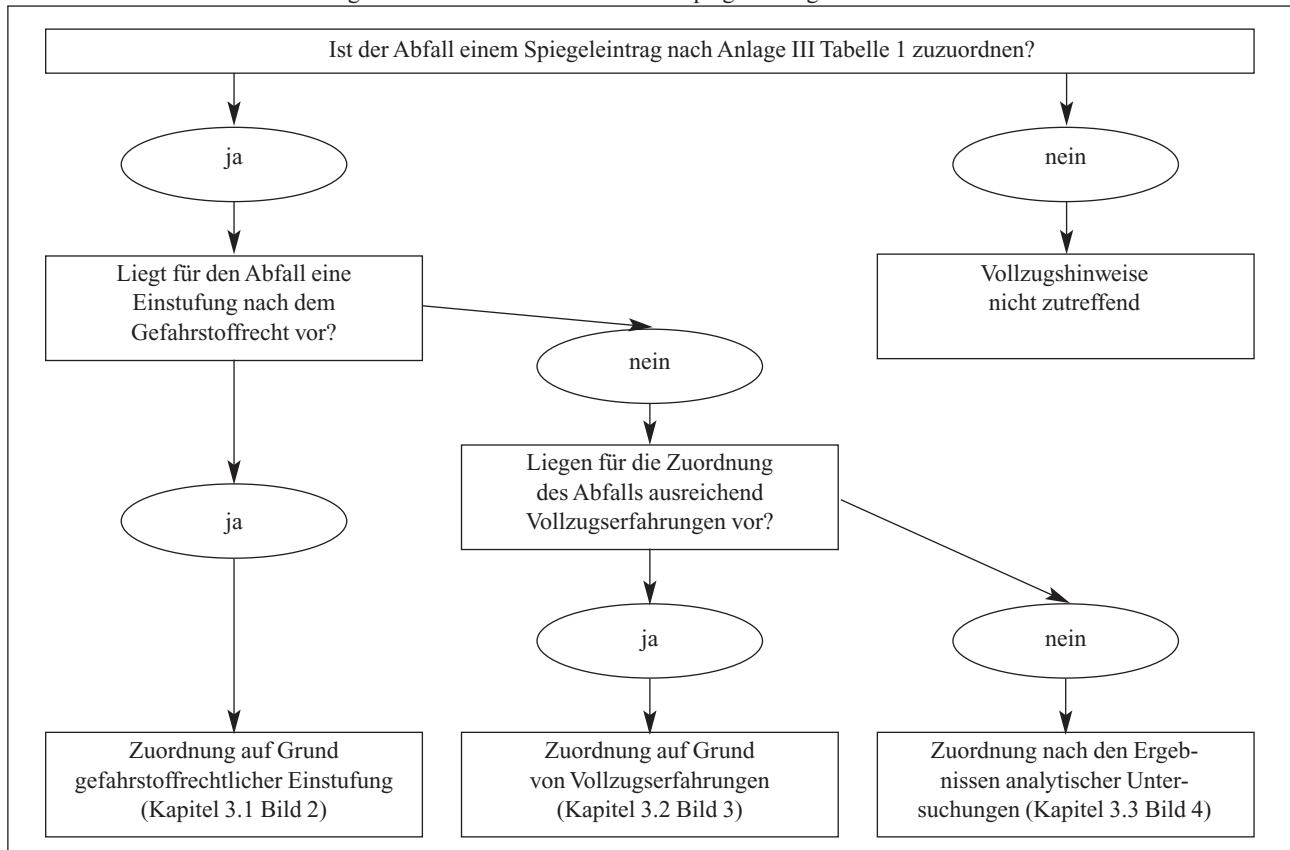 Ist der Abfall einem Spiegeleintrag nach Anlage III Tabelle 1 zuzuordnen?
ja
nein
Liegt für den Abfall eine
Einstufung nach dem
Gefahrstoffrecht vor?
Vollzugshinweise
nicht zutreffend
nein
Liegen für die Zuordnung
des Abfalls ausreichend
Vollzugserfahrungen vor?
ja
ja
nein
Zuordnung auf Grund
gefahrstoffrechtlicher Einstufung
(Kapitel 3.1 Bild 2)
Zuordnung auf Grund
von Vollzugserfahrungen
(Kapitel 3.2 Bild 3)
Zuordnung nach den Ergeb-
nissen analytischer Unter-
suchungen (Kapitel 3.3 Bild 4)